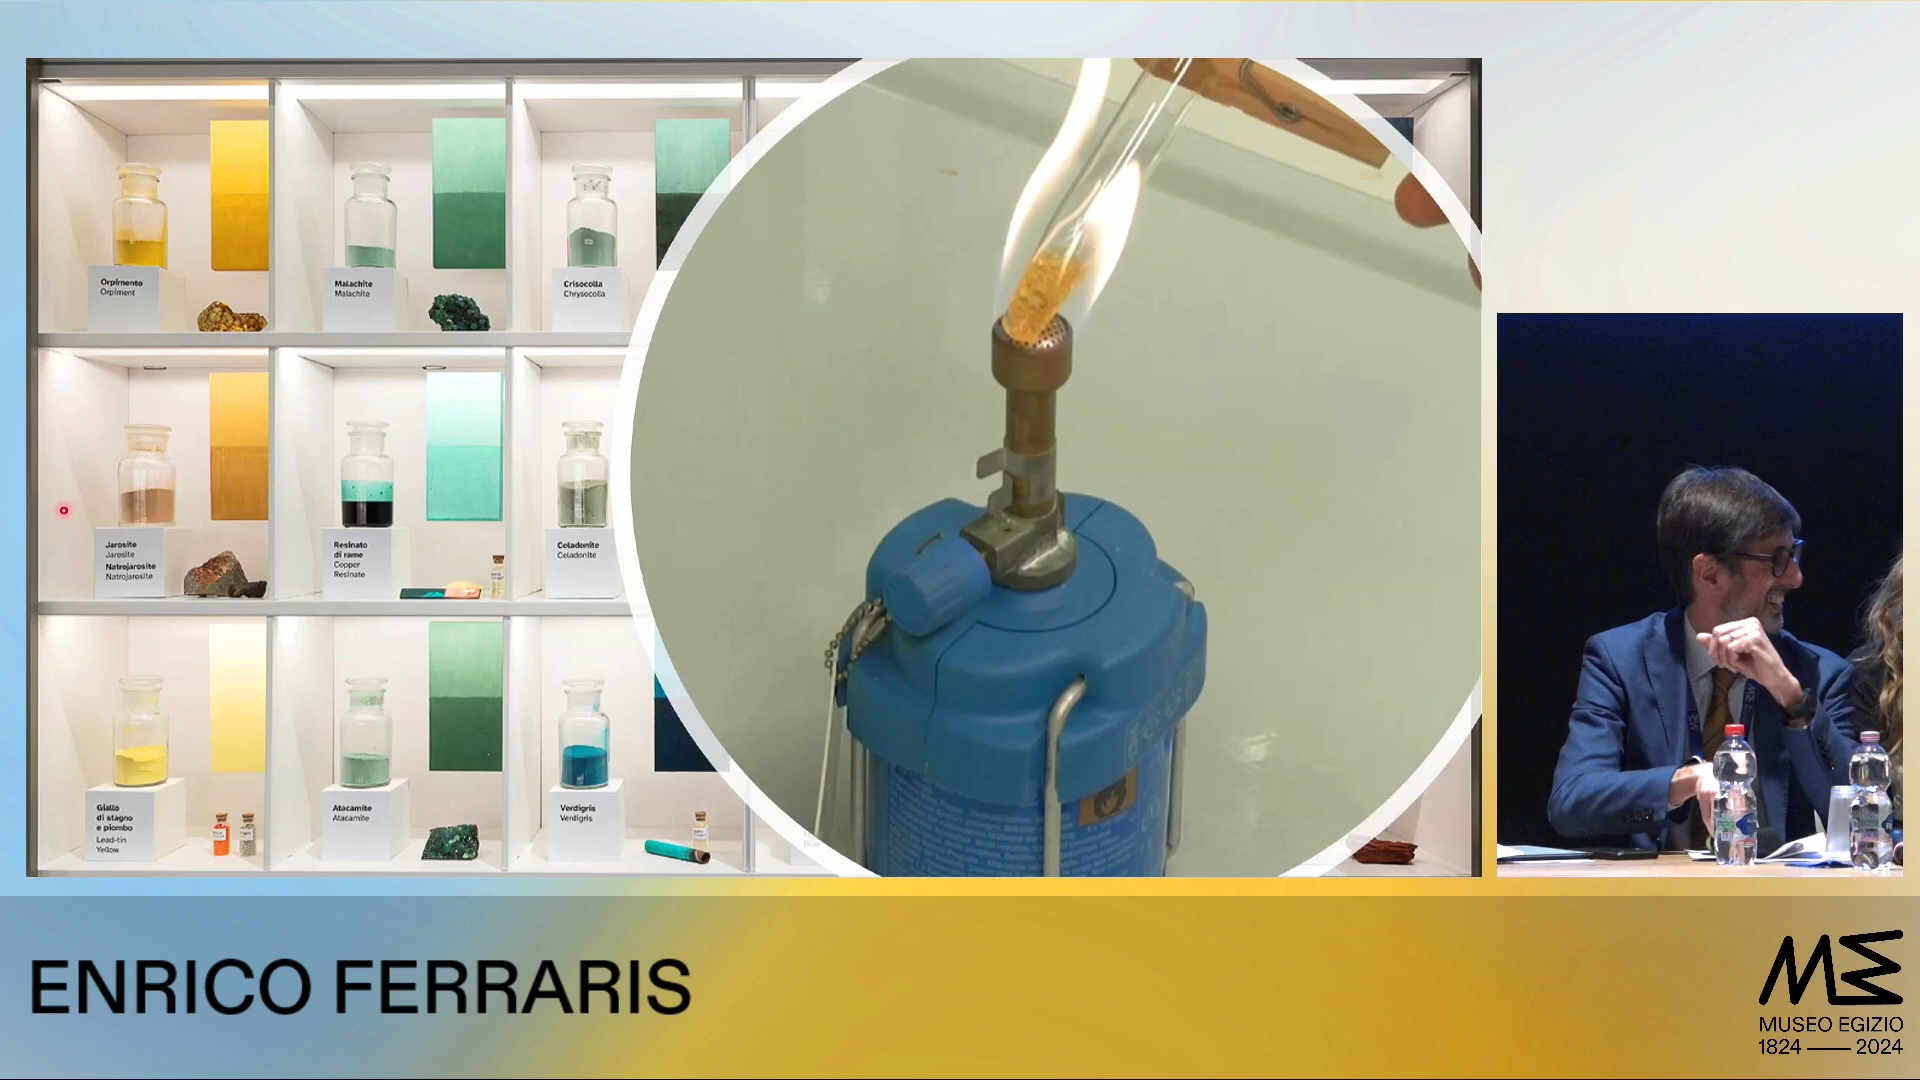 Orpimento
Orpiment
Malachite
Malachite
Crisocolla
Chrysocolla
Jarosite
Jarosite
Natrojarosite
Natrojarosite
Resinato
di rame
Copper
Resinate
Celadonite
Celadonite
Giallo
di stagno
e piombo
Lead-tin
Yellow
Atacamite
Atacamite
Verdigris
Verdigris
ENRICO FERRARIS
MUSEO EGIZIO
1824 — 2024